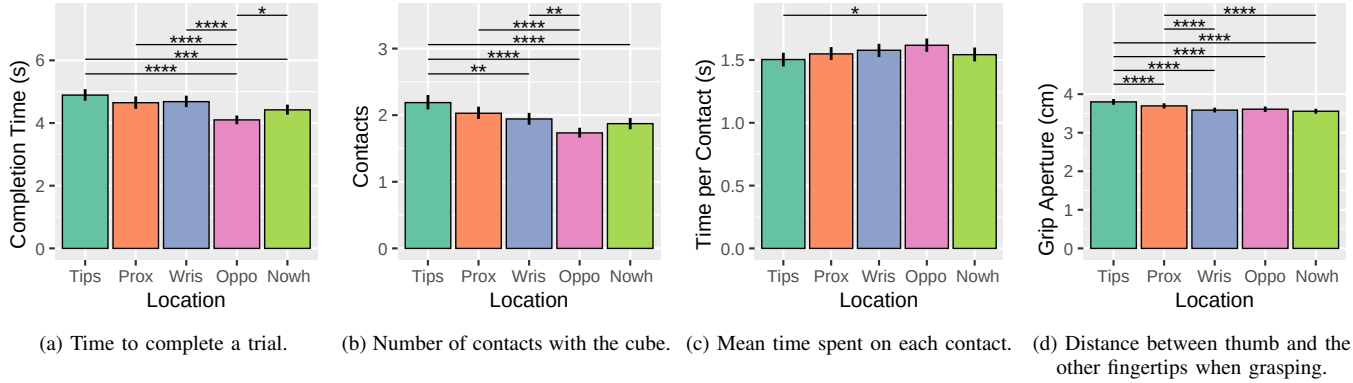 Completion Time (s)
6
4
2
0
*
****
****
***
****
Tips Prox Wris Oppo Nowh
Location
(a) Time to complete a trial.
Contacts
3
2
1
0
**
****
****
****
**
Tips Prox Wris Oppo Nowh
Location
(b) Number of contacts with the cube.
Time per Contact (s)
1.5
1.0
0.5
0.0
*
Tips Prox Wris Oppo Nowh
Location
(c) Mean time spent on each contact.
Grip Aperture (cm)
4
3
2
1
0
****
****
****
****
****
****
Tips Prox Wris Oppo Nowh
Location
(d) Distance between thumb and the
other fingertips when grasping.